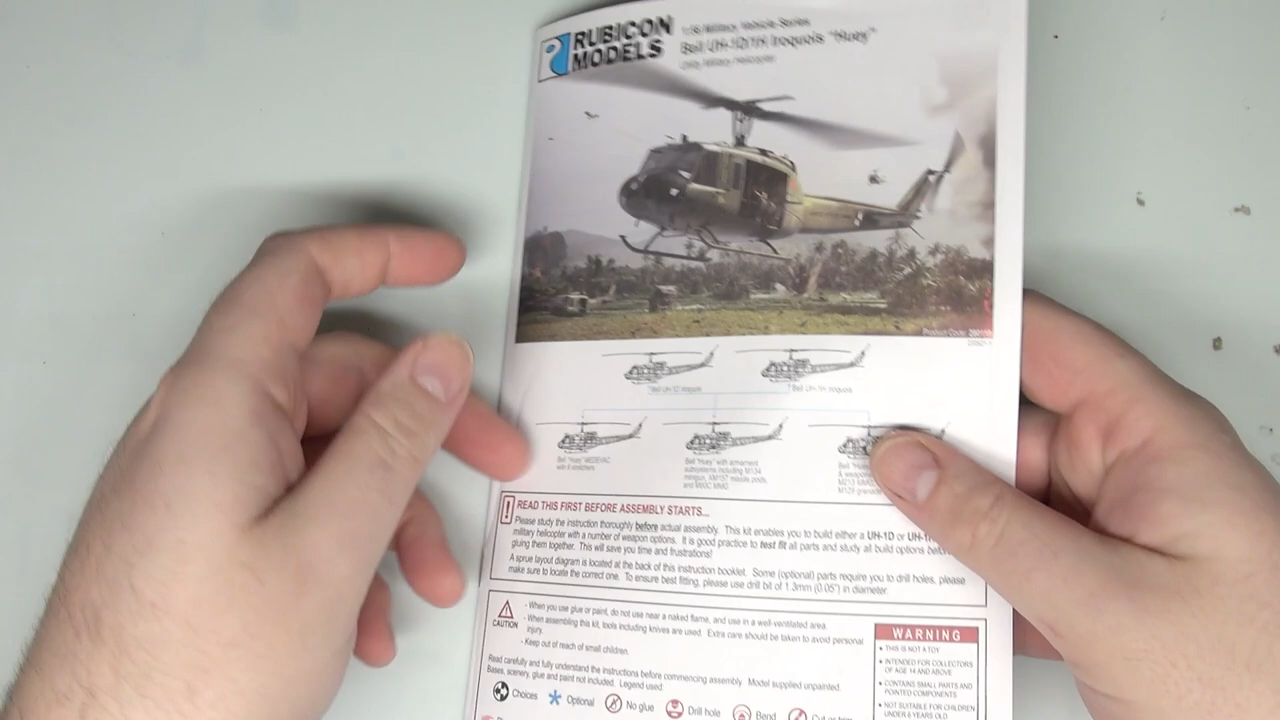 RUBICON
MODELS
Military Vehicle Series
Bell UH-1D/1H Iroquois "Huey"
Utility Military Helicopter
Product Code:
Bell UH-1D Iroquois
Bell UH-1H Iroquois
Bell "Huey" MEDEVAC
with 6 stretchers
Bell "Huey" with armament
subsystems including M134
minigun, XM157 missile pods
and M60C MMG
Bell
READ THIS FIRST BEFORE ASSEMBLY STARTS...
Please study the instruction thoroughly before actual assembly. This kit enables you to build either a UH-1D or
military helicopter with a number of weapon options. It is good practice to test fit all parts and study all build options
gluing them together. This will save you time and frustrations!
A sprue layout diagram is located at the back of this instruction booklet. Some (optional) parts require you to drill holes, please
make sure to locate the correct one. To ensure best fitting, please use drill bit of 1.3mm (0.05") in diameter.
CAUTION
- When you use glue or paint, do not use near a naked flame, and use in a well-ventilated area.
- When assembling this kit, tools including knives are used. Extra care should be taken to avoid personal
injury.
- Keep out of reach of small children.
Read carefully and fully understand the instructions before commencing assembly. Model supplied unpainted.
Bases, scenery, glue and paint not included. Legend used:
Choices Optional No glue Drill hole Bend
WARNING
• THIS IS NOT A TOY
• INTENDED FOR COLLECTORS
OF AGE 14 AND ABOVE
• CONTAINS SMALL PARTS AND
POINTED COMPONENTS
• NOT SUITABLE FOR CHILDREN
UNDER 6 YEARS OLD